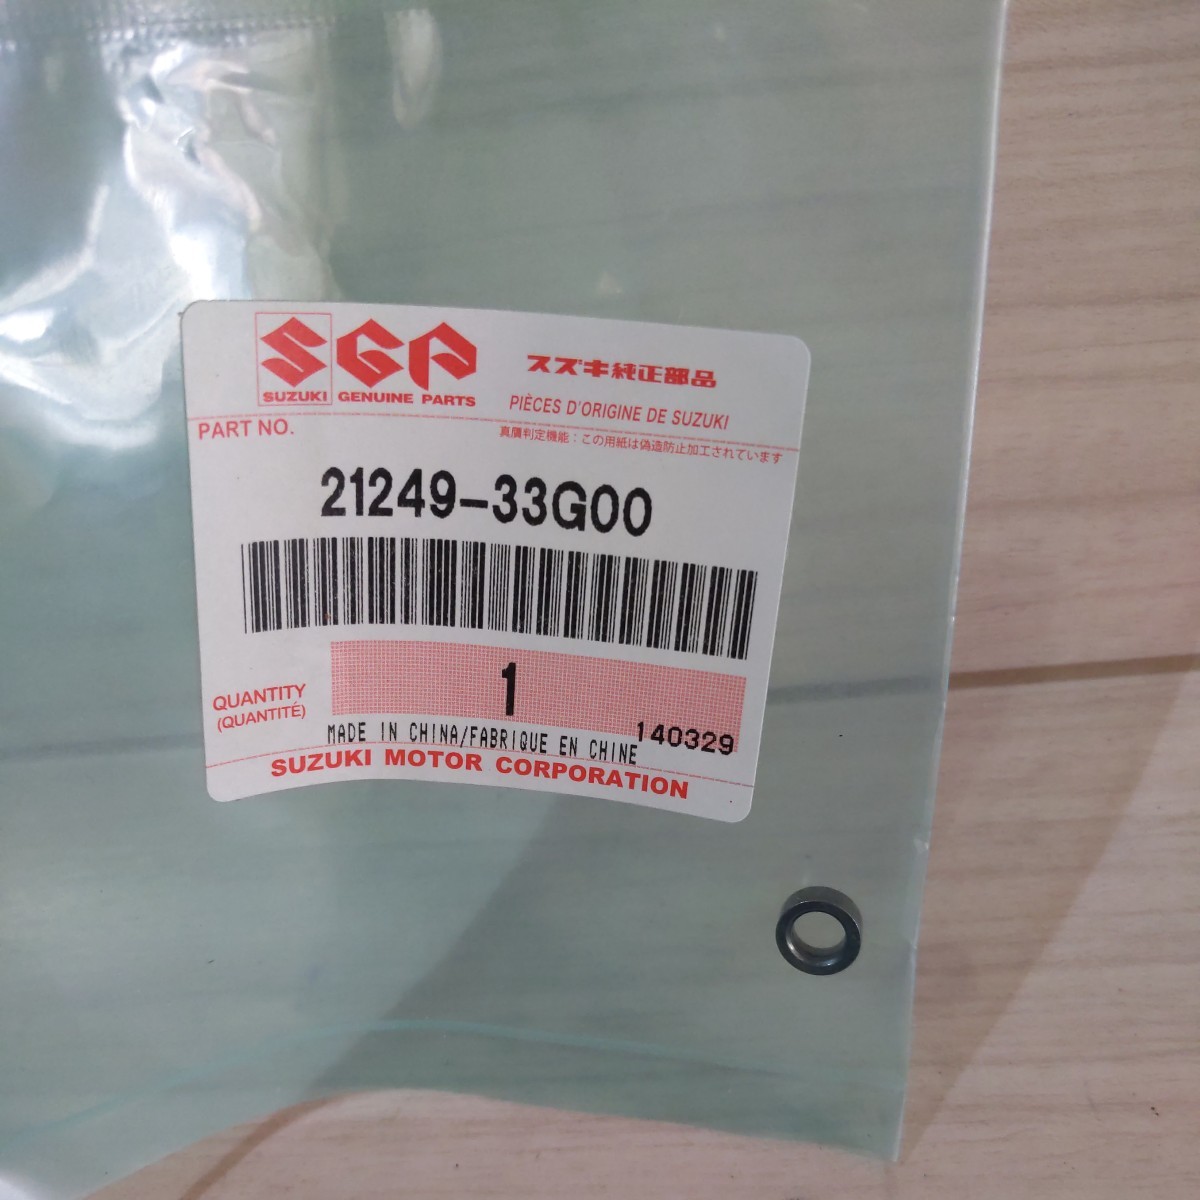 SGP
SUZUKI GENUINE PARTS
スズキ純正部品
PIÈCES D'ORIGINE DE SUZUKI
PART NO.
真贋判定機能：この用紙は偽造防止加工されています
21249-33G00
QUANTITY
(QUANTITÉ)
1
140329
MADE IN CHINA/FABRIQUE EN CHINE
SUZUKI MOTOR CORPORATION